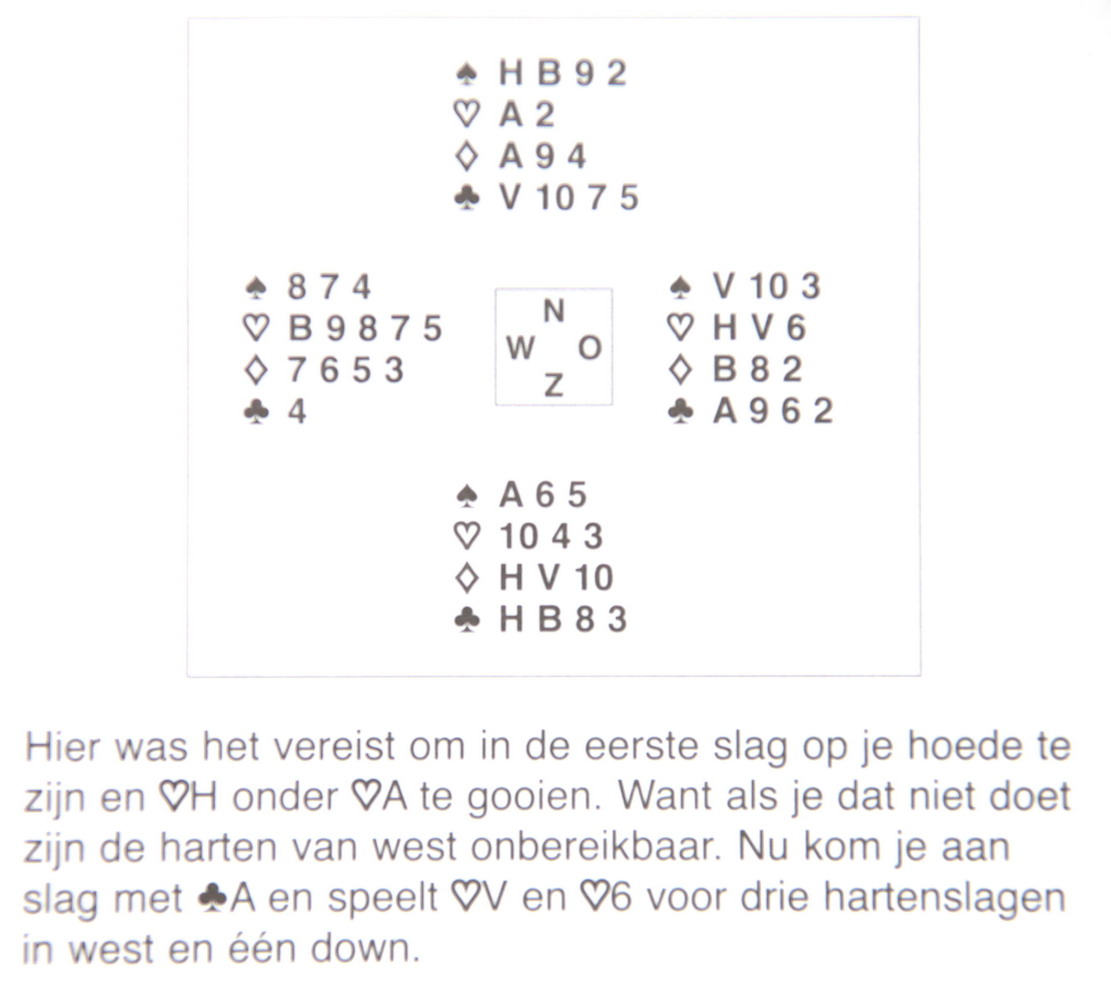 ♠ H B 9 2
♡ A 2
♢ A 9 4
♣ V 10 7 5
♠ 8 7 4
♡ B 9 8 7 5
♢ 7 6 5 3
♣ 4
N
W O
Z
♠ V 10 3
♡ H V 6
♢ B 8 2
♣ A 9 6 2
♠ A 6 5
♡ 10 4 3
♢ H V 10
♣ H B 8 3
Hier was het vereist om in de eerste slag op je hoede te
zijn en ♡H onder ♡A te gooien. Want als je dat niet doet
zijn de harten van west onbereikbaar. Nu kom je aan
slag met ♣A en speelt ♡V en ♡6 voor drie hartenslagen
in west en één down.